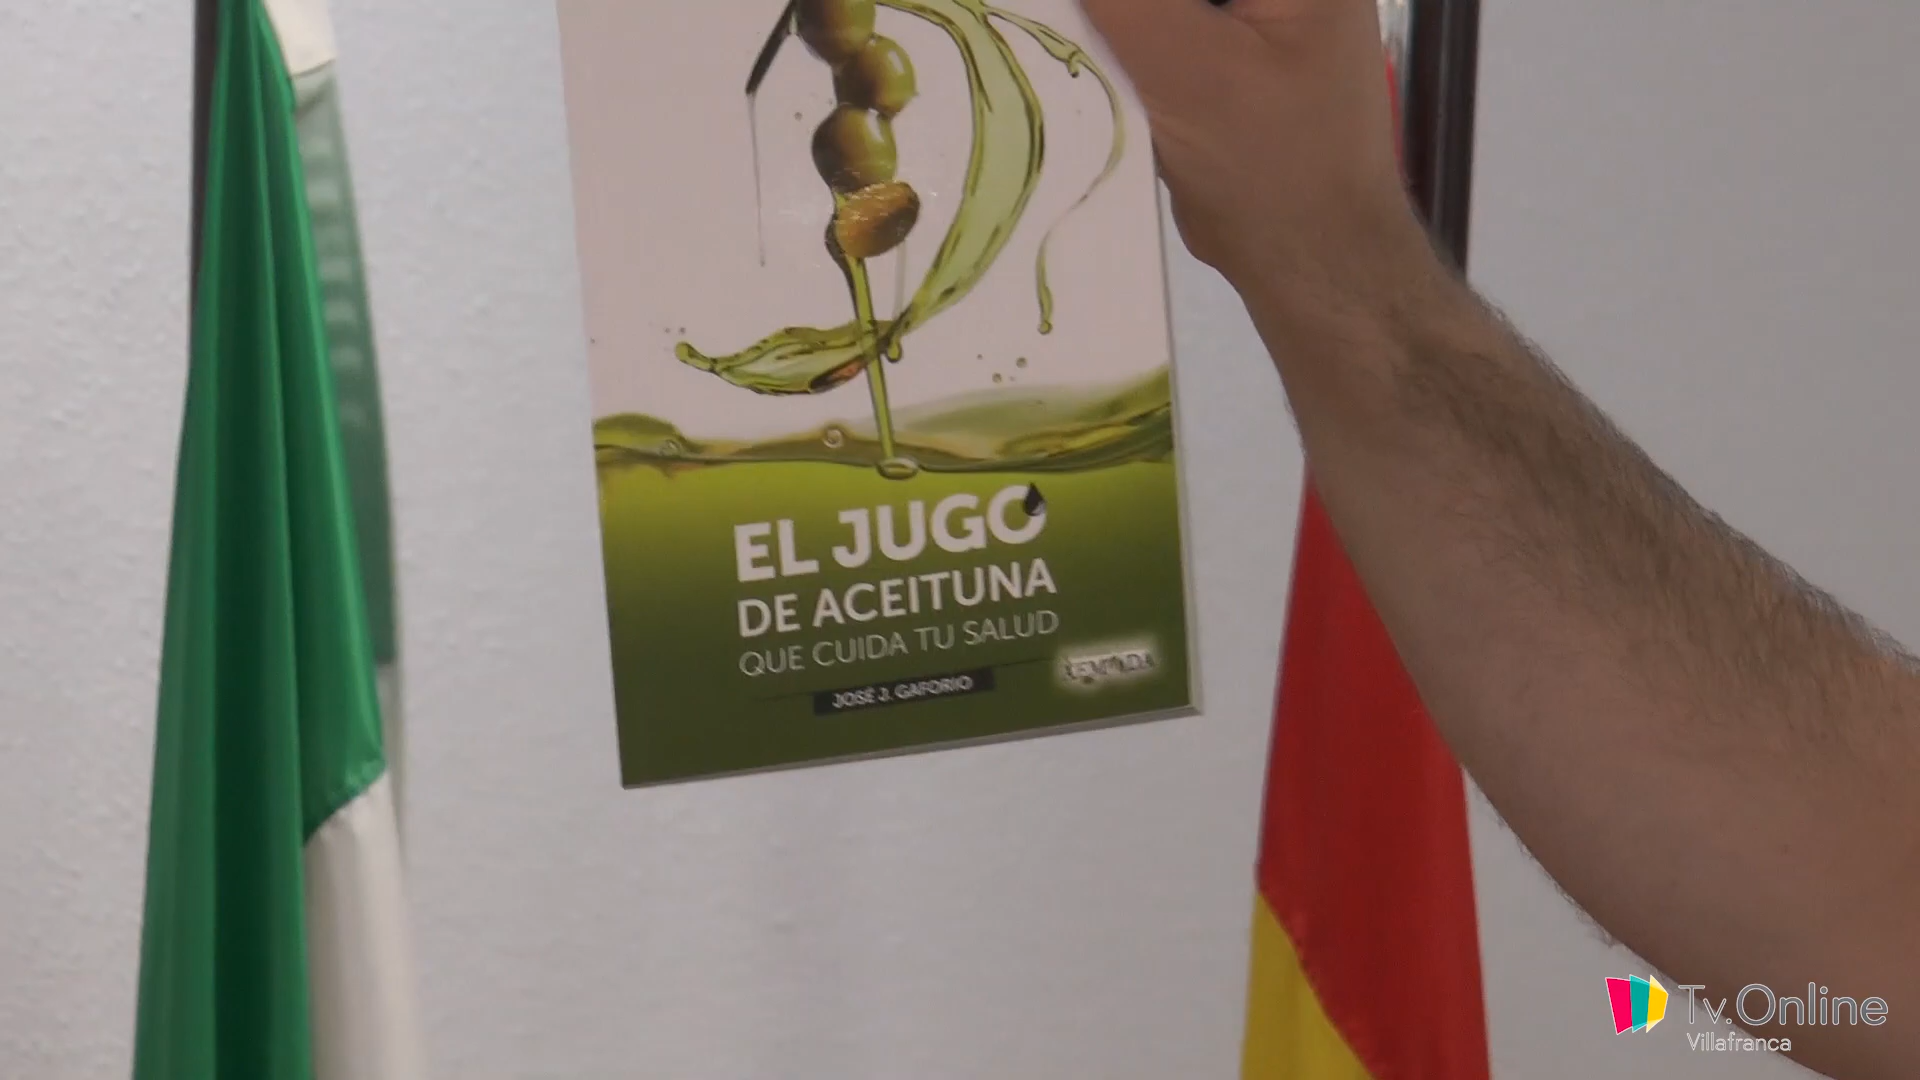 EL JUGO
DE ACEITUNA
QUE CUIDA TU SALUD
JOSÉ J. GAFORIO
Tv.Online
Villafranca